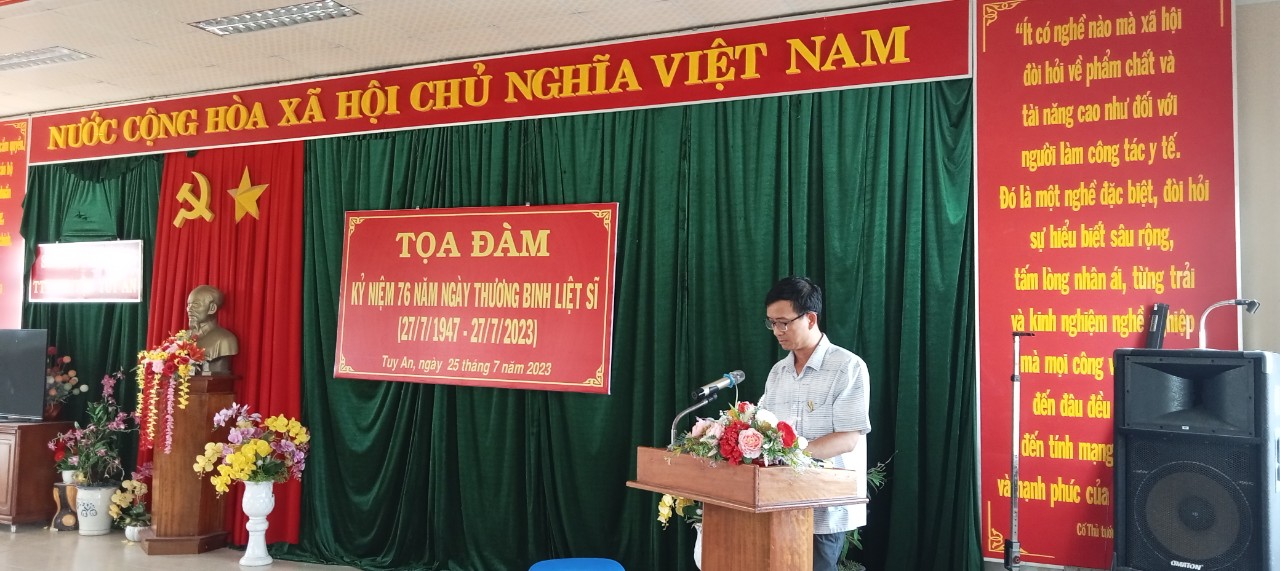 NƯỚC CỘNG HÒA XÃ HỘI CHỦ NGHĨA VIỆT NAM
TỌA ĐÀM
KỶ NIỆM 76 NĂM NGÀY THƯƠNG BINH LIỆT SĨ
(27/7/1947 - 27/7/2023)
Tuy An, ngày 25 tháng 7 năm 2023
"Ít có nghề nào mà xã hội
đòi hỏi về phẩm chất và
tài năng cao như đối với
người làm công tác y tế.
Đó là một nghề đặc biệt, đòi hỏi
sự hiểu biết sâu rộng,
tấm lòng nhân ái, từng trải
và kinh nghiệm nghề nghiệp
mà mọi công
đến đâu đều
đến tính mạng
và hạnh phúc của
Cố Thủ tướ